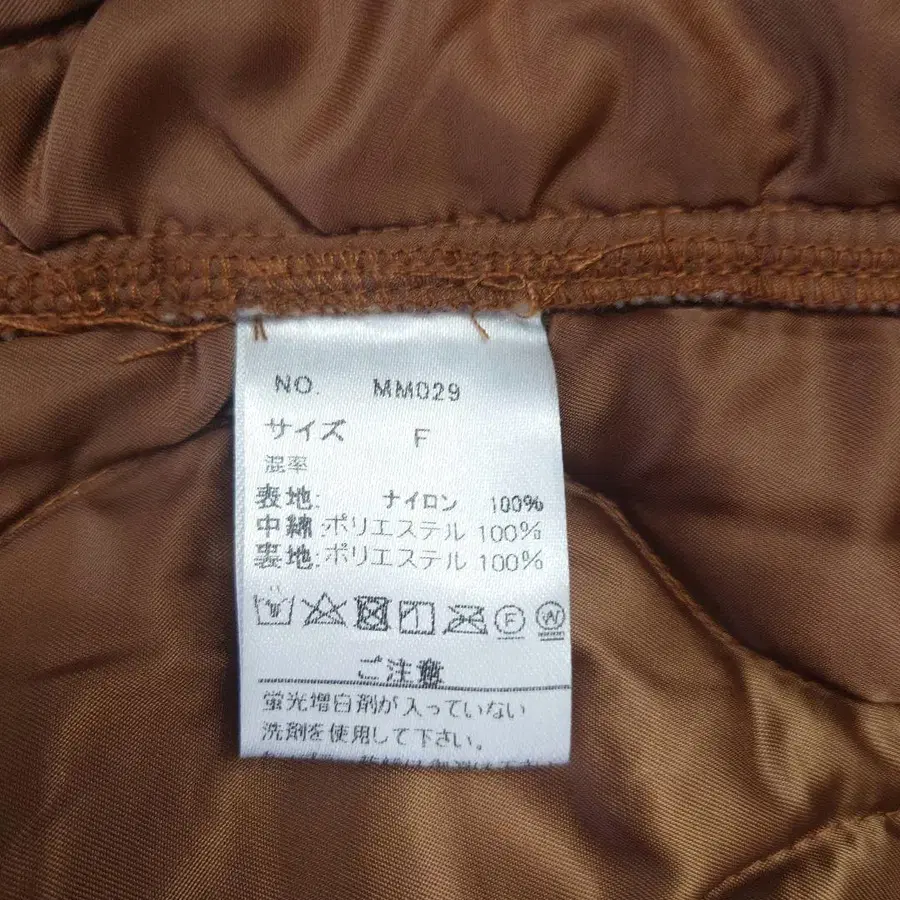 NO. MM029
サイズ F
混率
表地: ナイロン 100%
中綿:ポリエステル 100%
裏地:ポリエステル 100%
F W
ご注意
蛍光増白剤が入っていない
洗剤を使用して下さい。